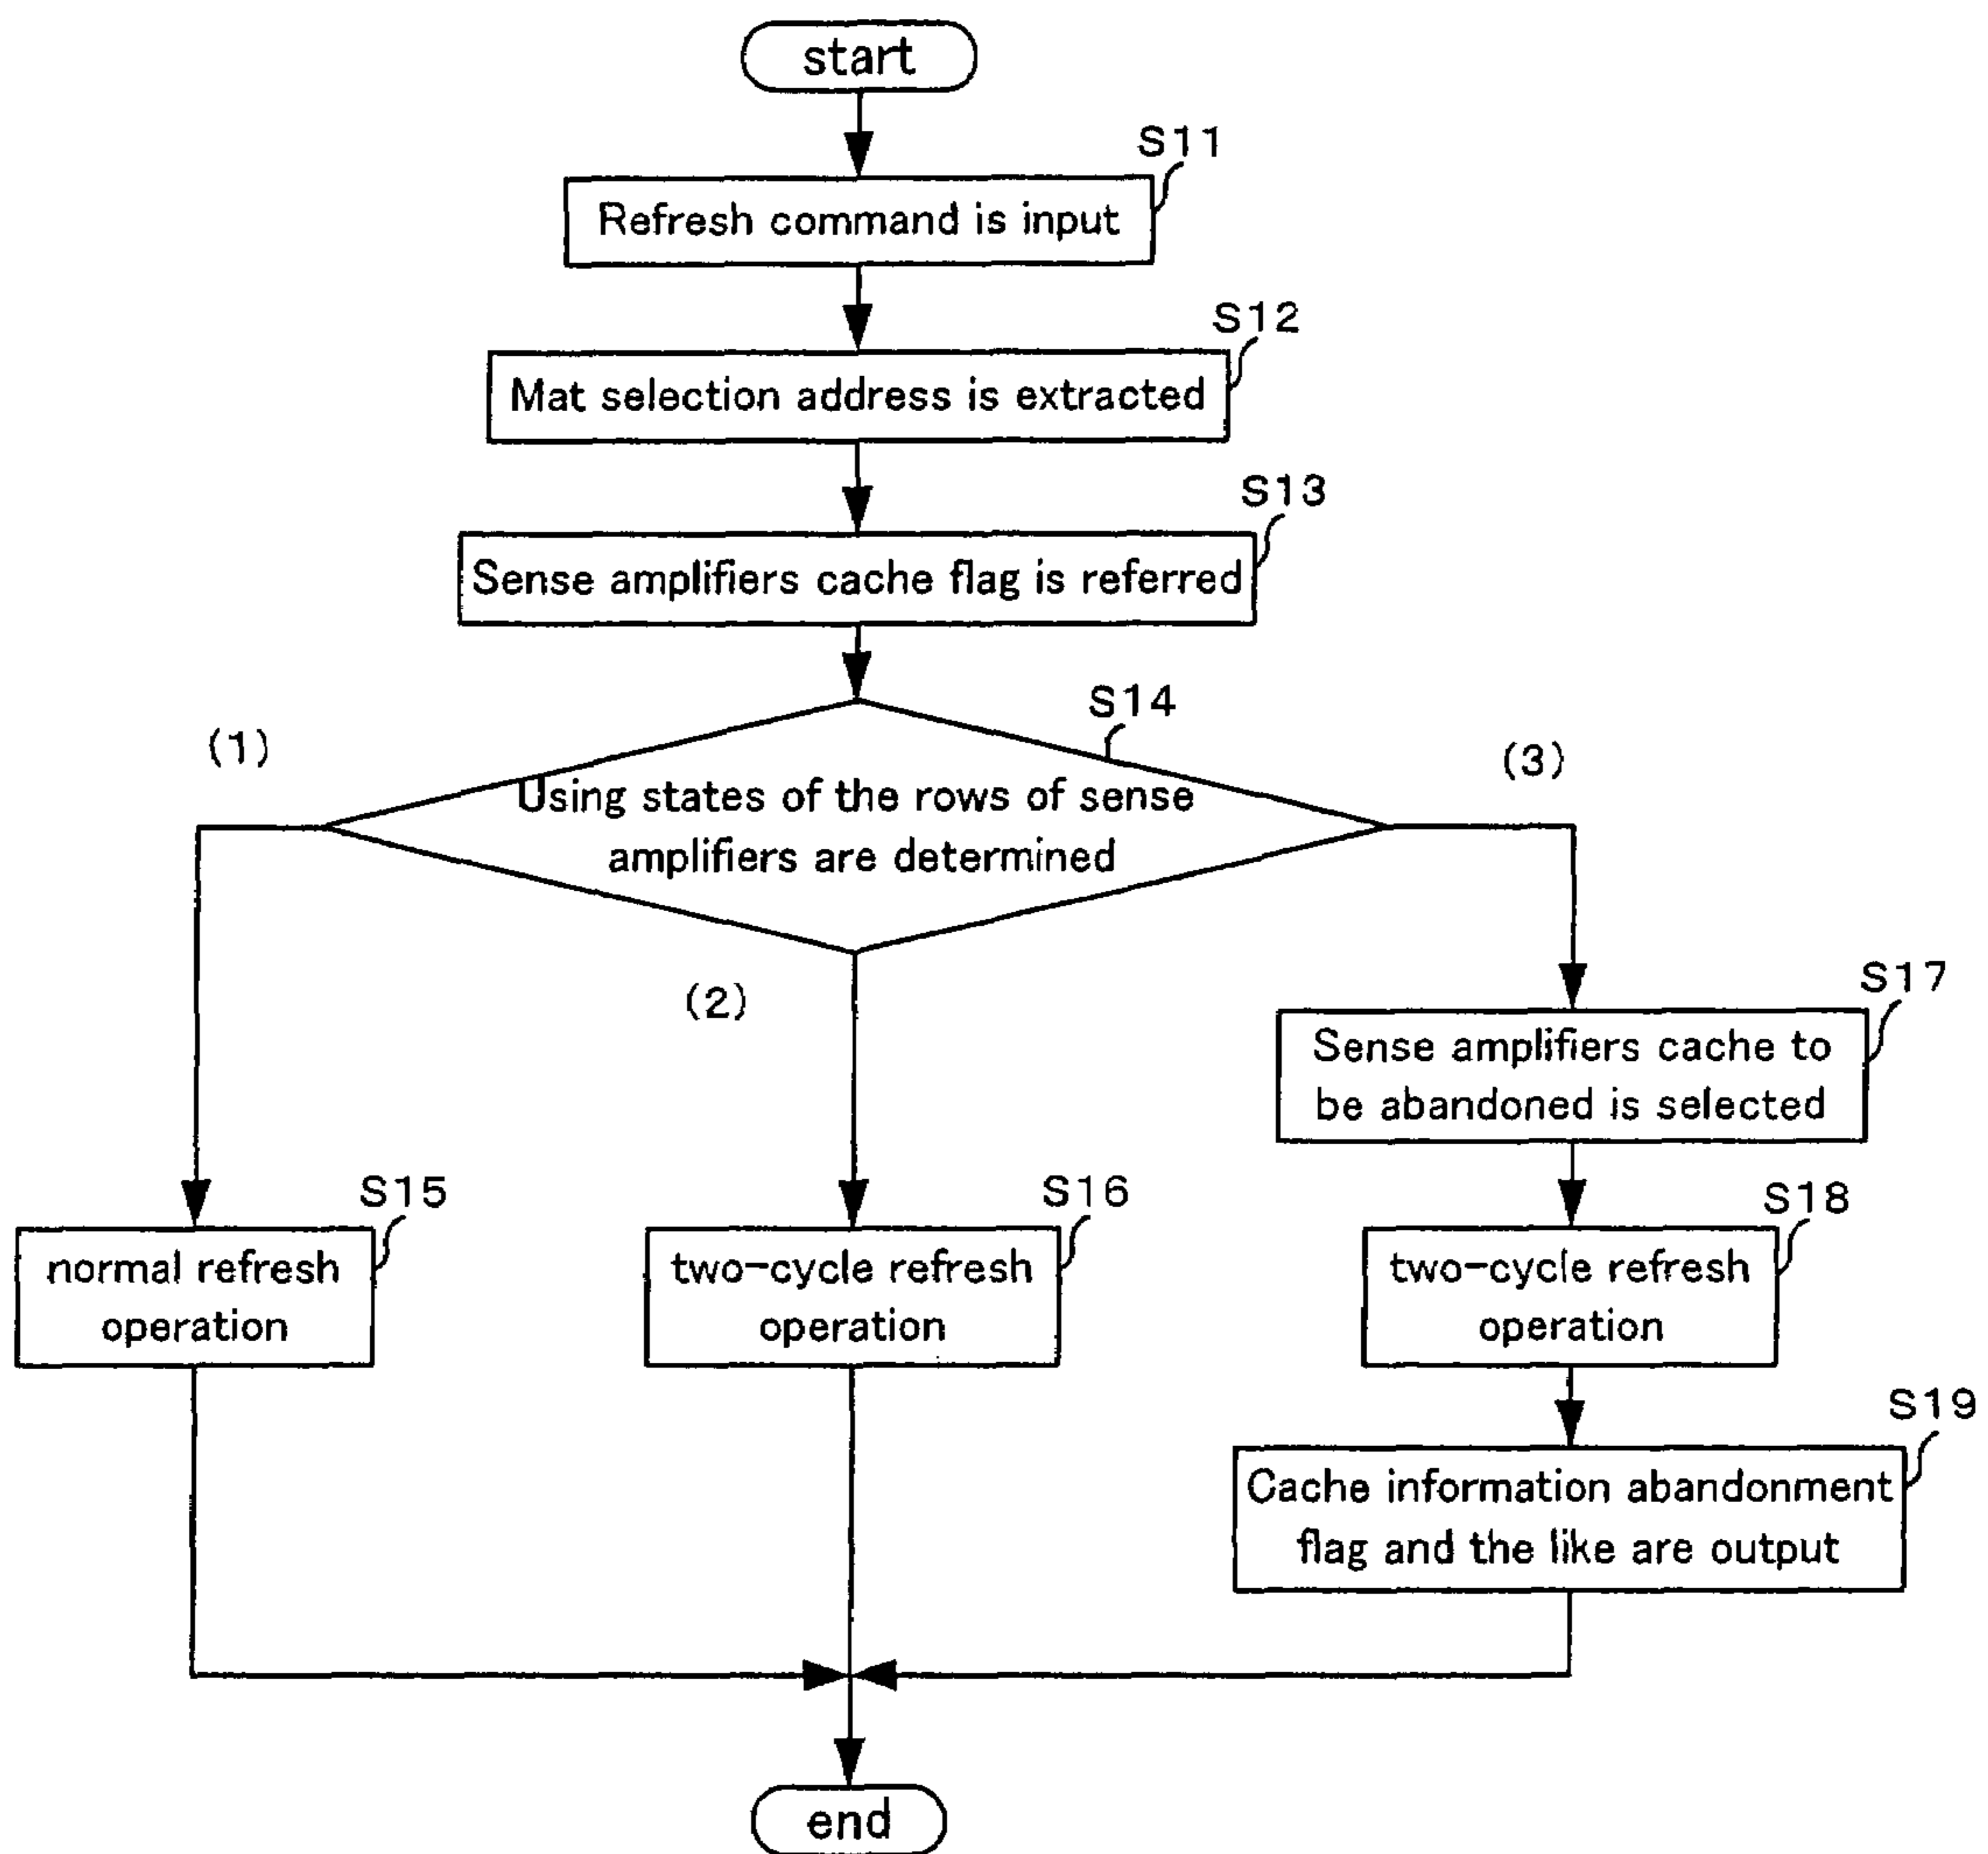 start
S11
Refresh command is input
S12
Mat selection address is extracted
S13
Sense amplifiers cache flag is referred
S14
(1)
(3)
Using states of the rows of sense
amplifiers are determined
(2)
S17
Sense amplifiers cache to
be abandoned is selected
S15
S16
S18
normal refresh
operation
two-cycle refresh
operation
two-cycle refresh
operation
S19
Cache information abandonment
flag and the like are output
end